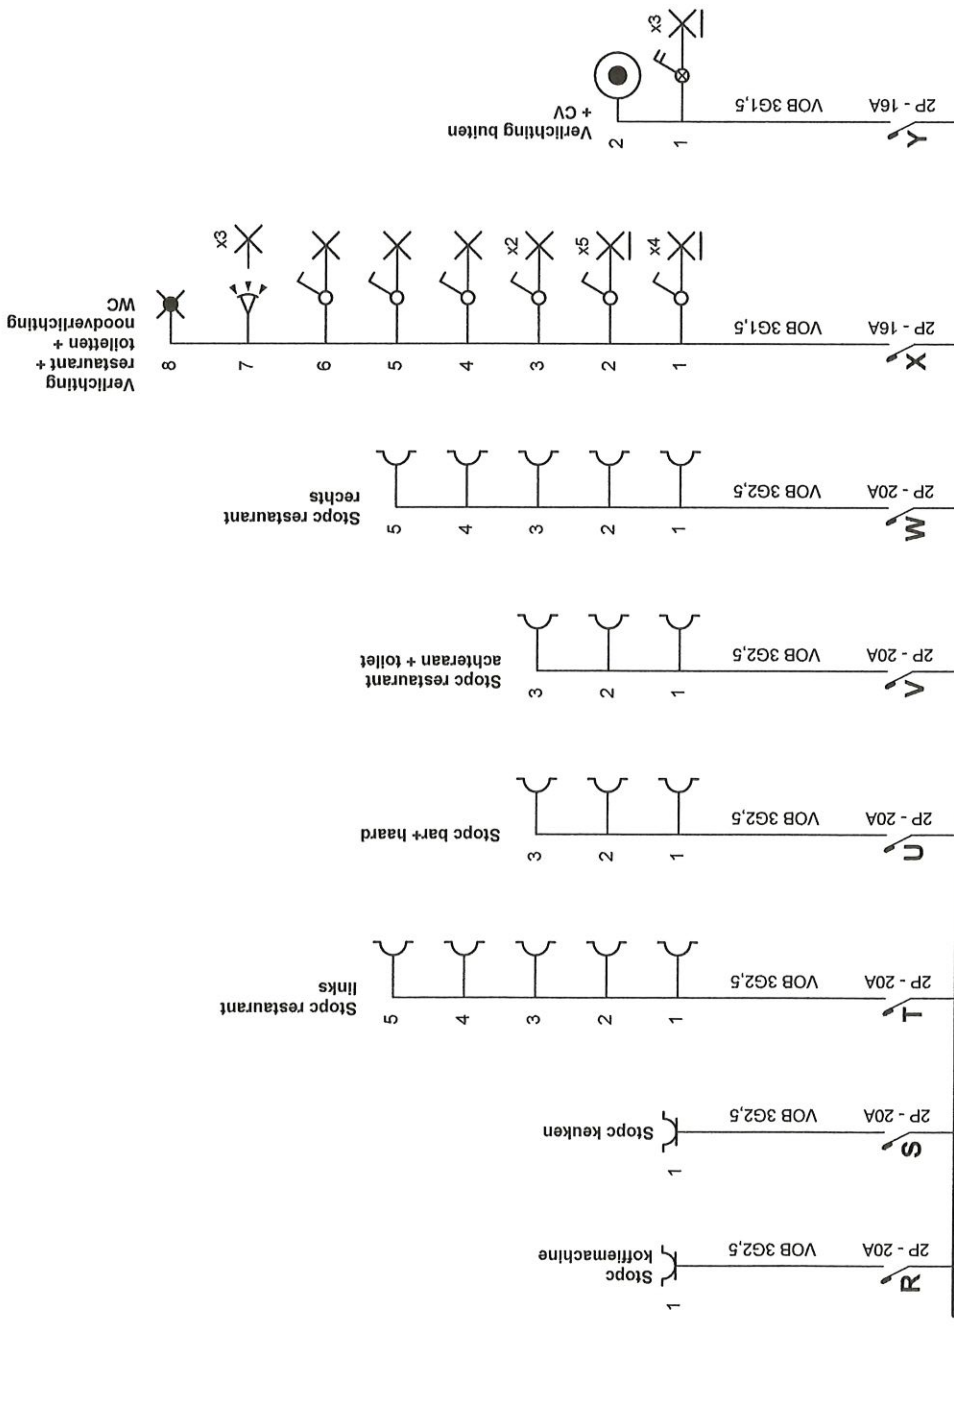 Stopc
koffiemachine
1
VOB 3G2,5
2P - 20A
R
Stopc keuken
1
VOB 3G2,5
2P - 20A
S
Stopc restaurant
links
5
4
3
2
1
VOB 3G2,5
2P - 20A
T
Stopc bar+ haard
3
2
1
VOB 3G2,5
2P - 20A
U
Stopc restaurant
achteraan + toilet
3
2
1
VOB 3G2,5
2P - 20A
V
Stopc restaurant
rechts
5
4
3
2
1
VOB 3G2,5
2P - 20A
W
Verlichting
restaurant +
toiletten +
noodverlichting
WC
8
7
x3
6
5
4
3
x2
2
x5
1
x4
VOB 3G1,5
2P - 16A
X
Verlichting buiten
+ CV
2
1
x3
VOB 3G1,5
2P - 16A
Y